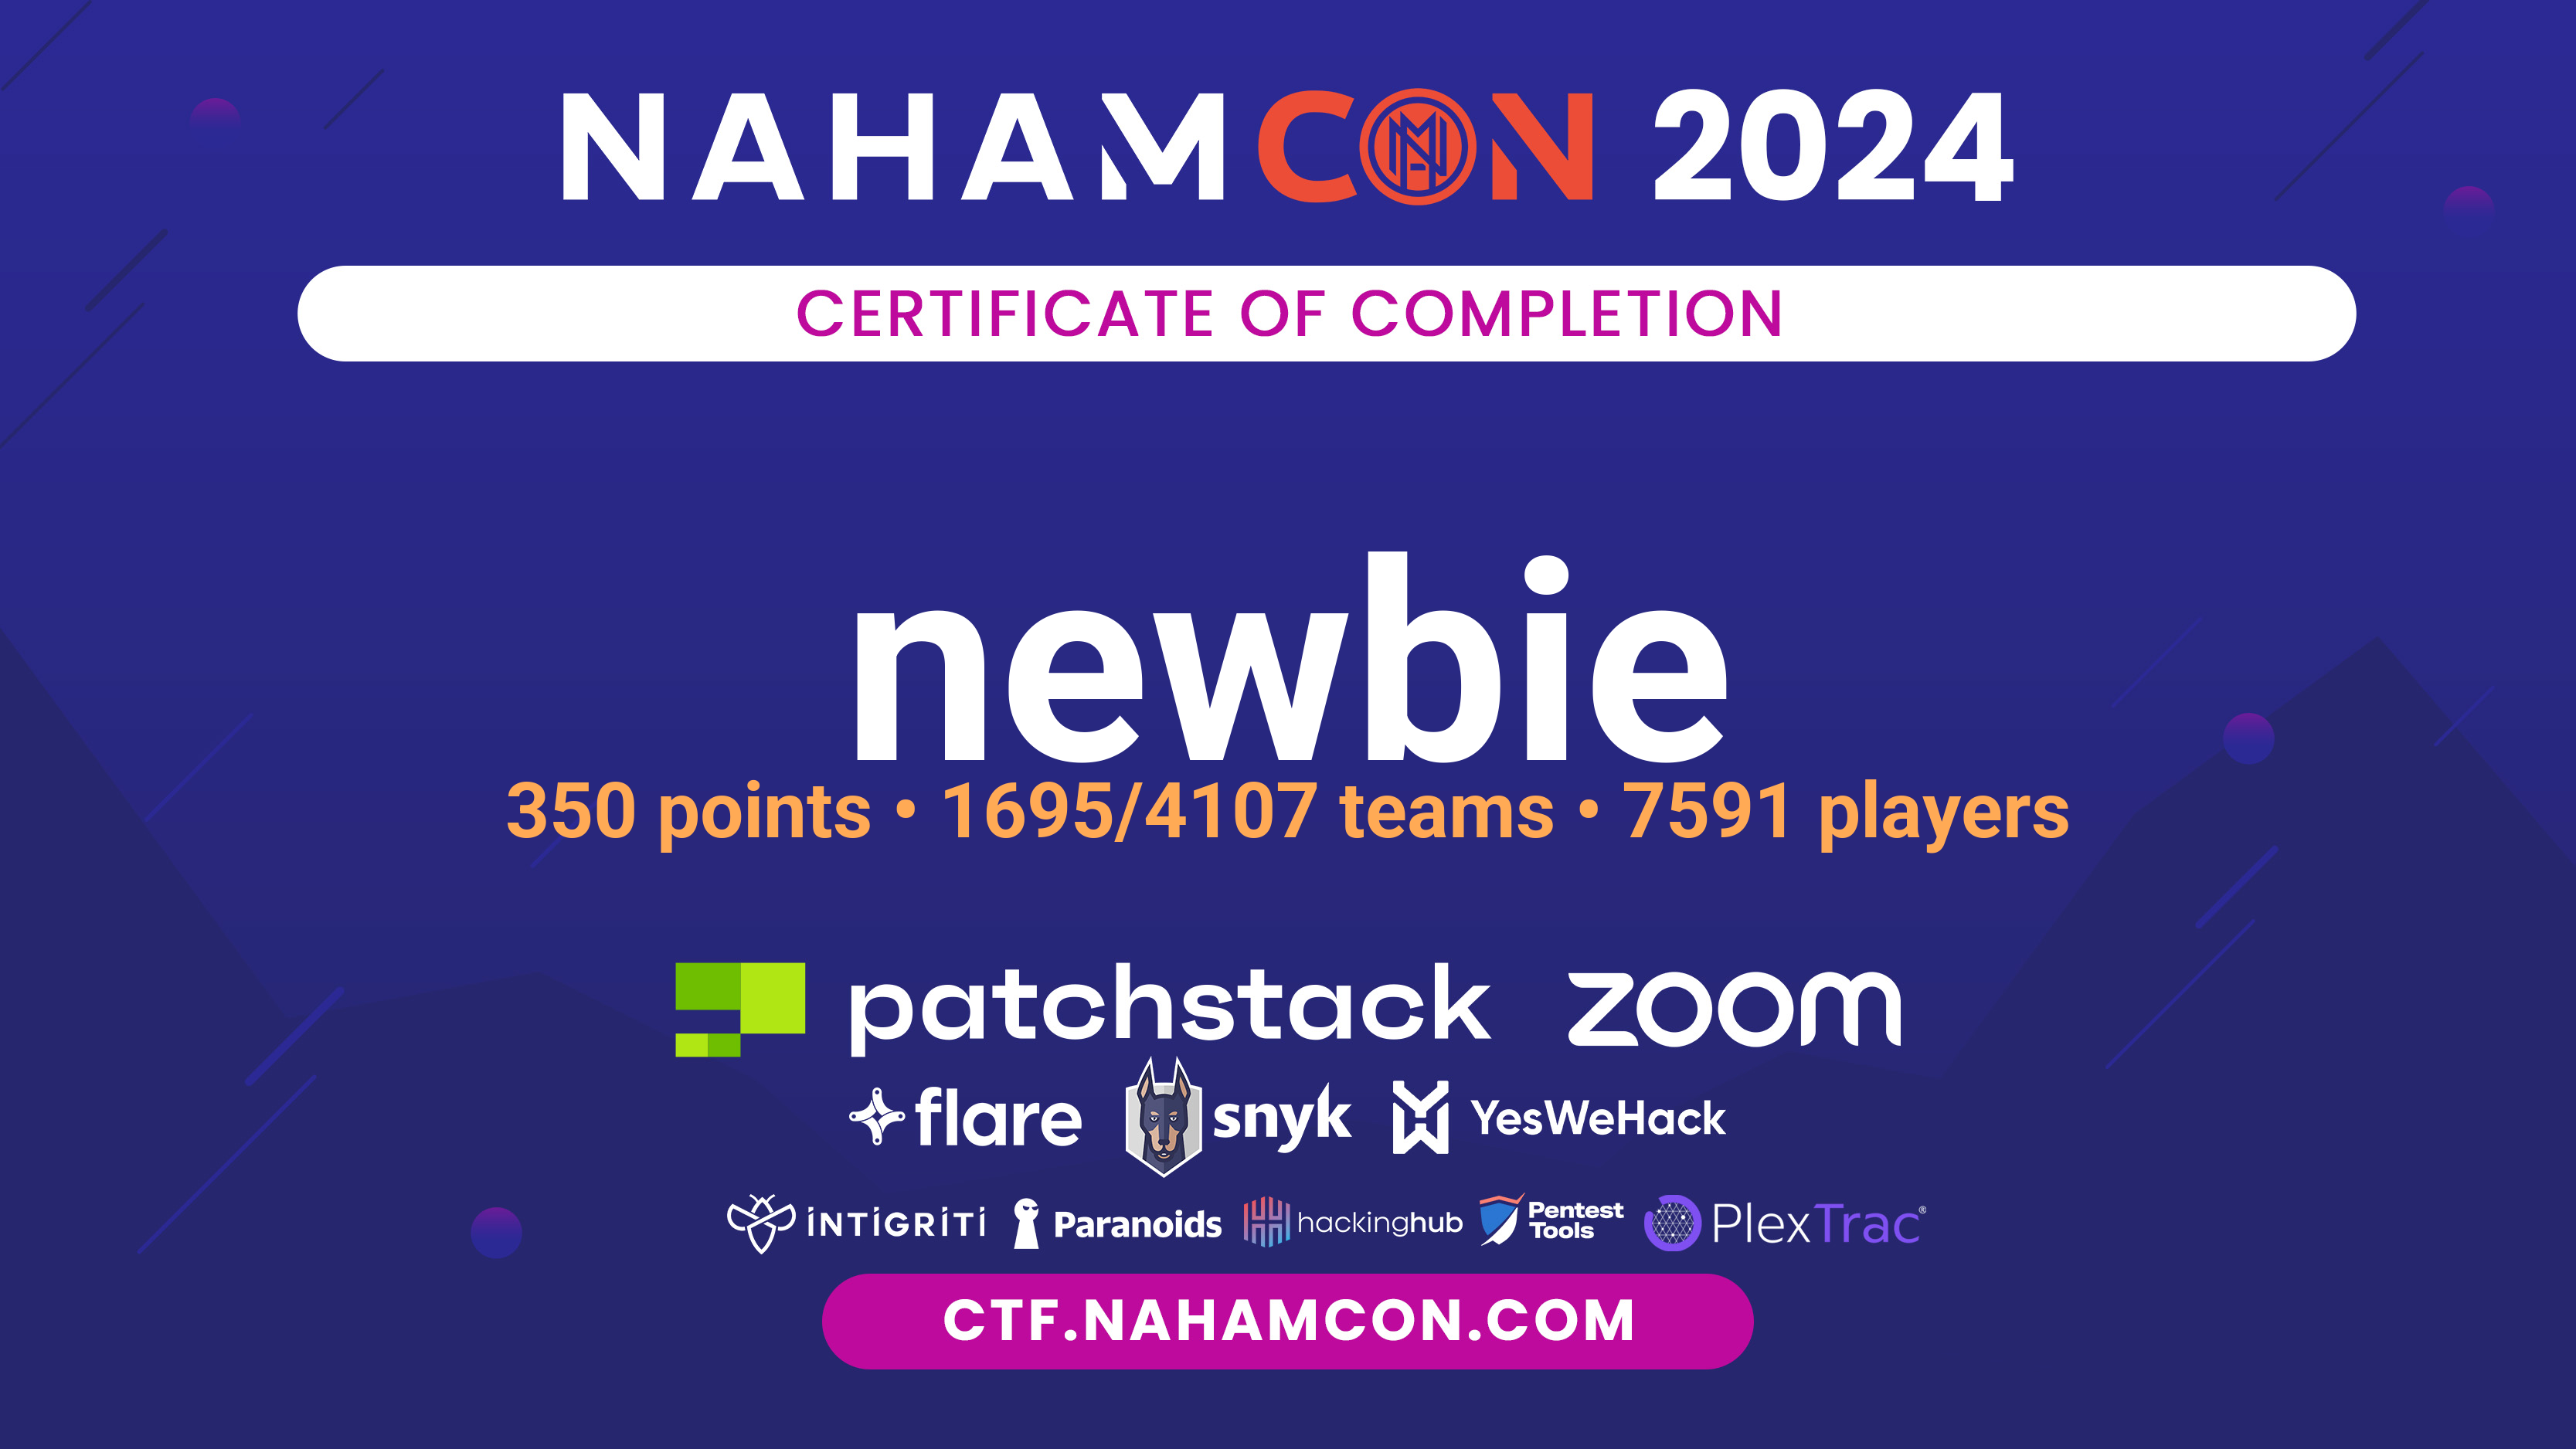 NAHAMCON 2024
CERTIFICATE OF COMPLETION
newbie
350 points • 1695/4107 teams • 7591 players
patchstack zoom
flare snyk YesWeHack
INTIGRITI Paranoids hackinghub Pentest Tools PlexTrac®
CTF.NAHAMCON.COM